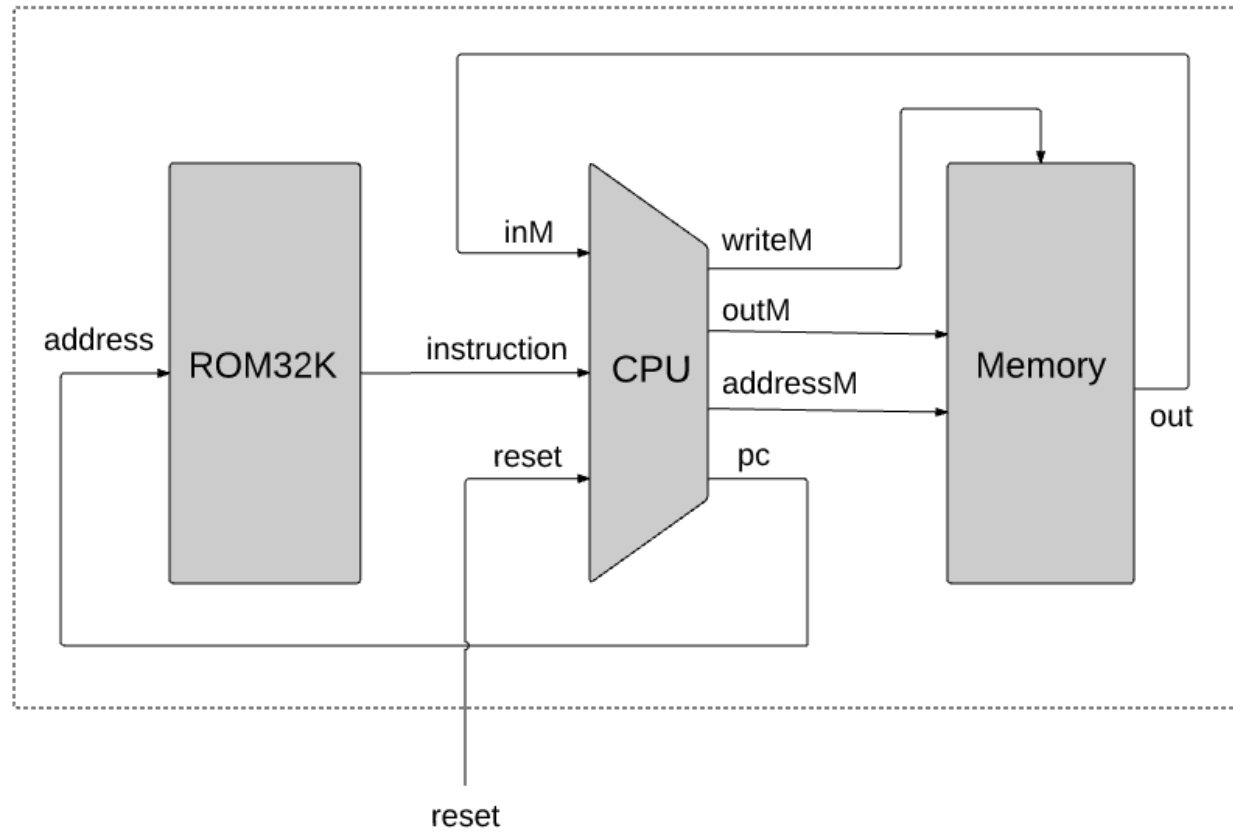 inM
writeM
outM
address
ROM32K
instruction
CPU
addressM
Memory
out
reset
pc
reset